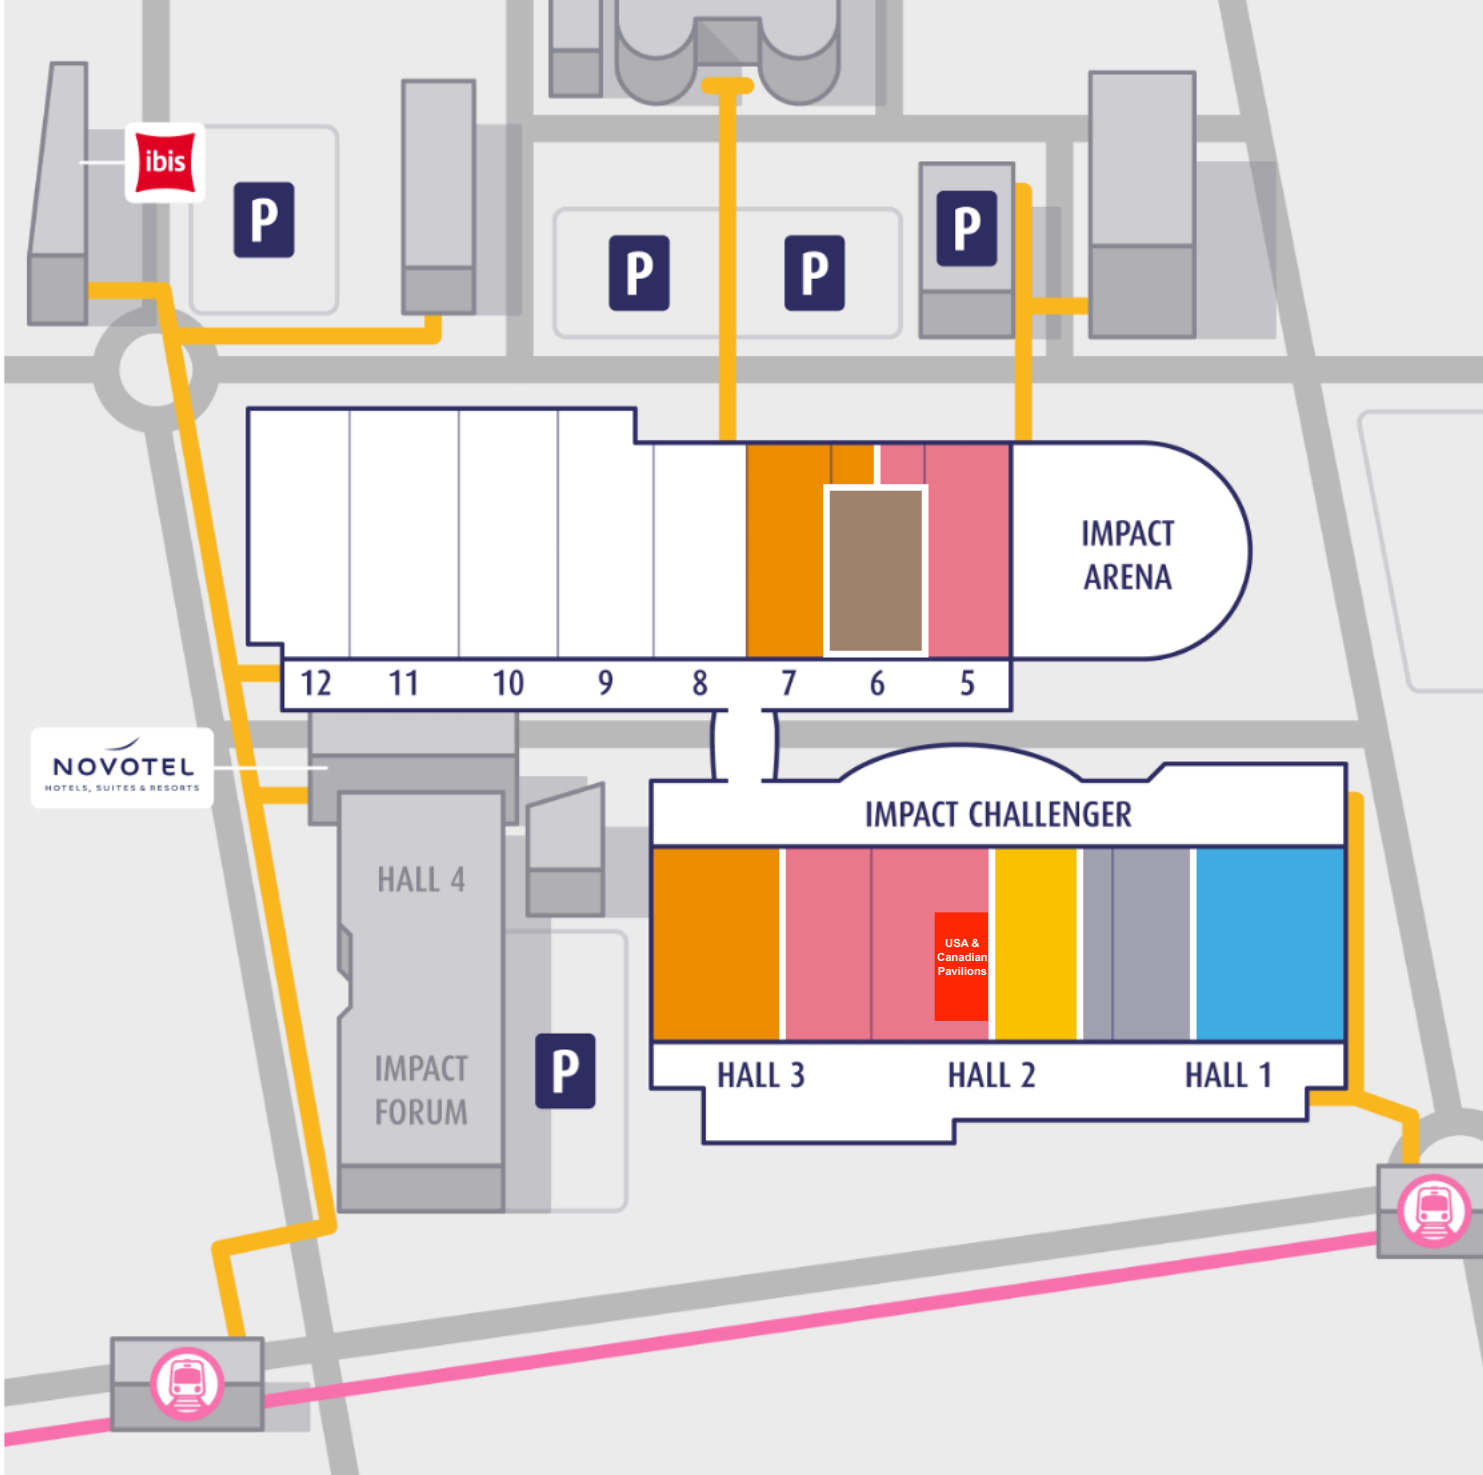 ibis
P
P
P
P
IMPACT
ARENA
12 11 10 9 8 7 6 5
NOVOTEL
HOTELS, SUITES & RESORTS
IMPACT CHALLENGER
HALL 4
USA &
Canadian
Pavilions
IMPACT
FORUM
P
HALL 3 HALL 2 HALL 1